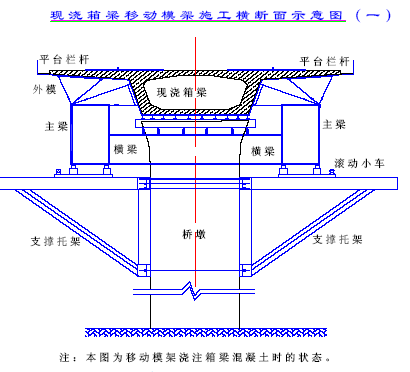 现浇箱梁移动模架施工横断面示意图（一）
平台栏杆 平台栏杆
外模 现浇箱梁
主梁 主梁
横梁 横梁
滚动小车
支撑托架 桥墩 支撑托架
注：本图为移动模架浇注箱梁混凝土时的状态。